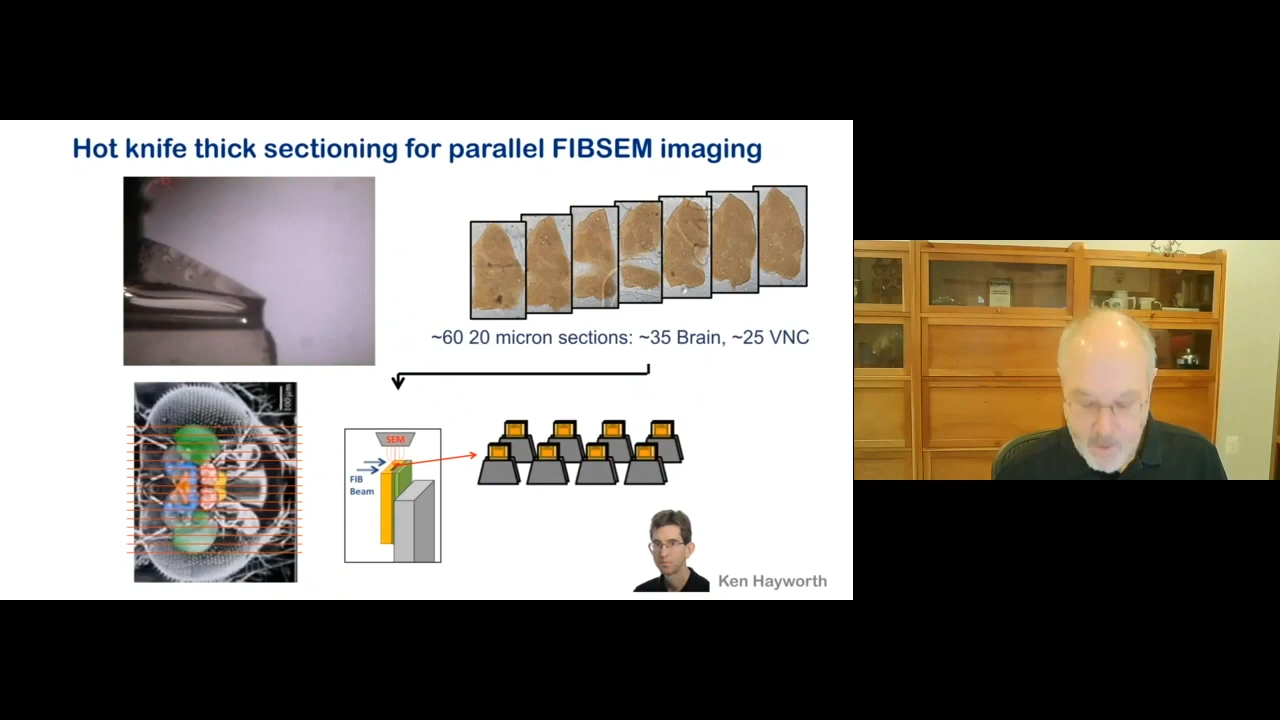 Hot knife thick sectioning for parallel FIBSEM imaging
~60 20 micron sections: ~35 Brain, ~25 VNC
100µm
SEM
FIB
Beam
Ken Hayworth